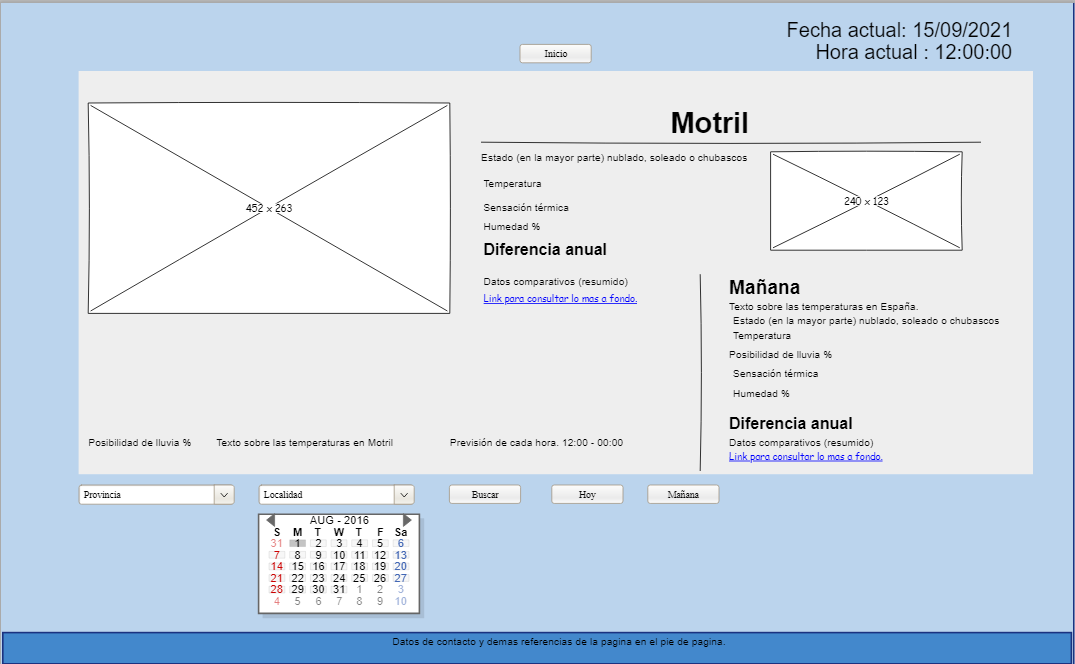 Fecha actual: 15/09/2021
Hora actual : 12:00:00
Inicio
452 x 263
Motril
Estado (en la mayor parte) nublado, soleado o chubascos
Temperatura
Sensación térmica
Humedad %
240 x 123
Diferencia anual
Datos comparativos (resumido)
Link para consultar lo mas a fondo.
Mañana
Texto sobre las temperaturas en España.
Estado (en la mayor parte) nublado, soleado o chubascos
Temperatura
Posibilidad de lluvia %
Sensación térmica
Humedad %
Diferencia anual
Datos comparativos (resumido)
Link para consultar lo mas a fondo.
Posibilidad de lluvia % Texto sobre las temperaturas en Motril Previsión de cada hora. 12:00 - 00:00
Provincia Localidad Buscar Hoy Mañana
AUG - 2016
S M T W T F Sa
31 1 2 3 4 5 6
7 8 9 10 11 12 13
14 15 16 17 18 19 20
21 22 23 24 25 26 27
28 29 30 31 1 2 3
4 5 6 7 8 9 10
Datos de contacto y demas referencias de la pagina en el pie de pagina.